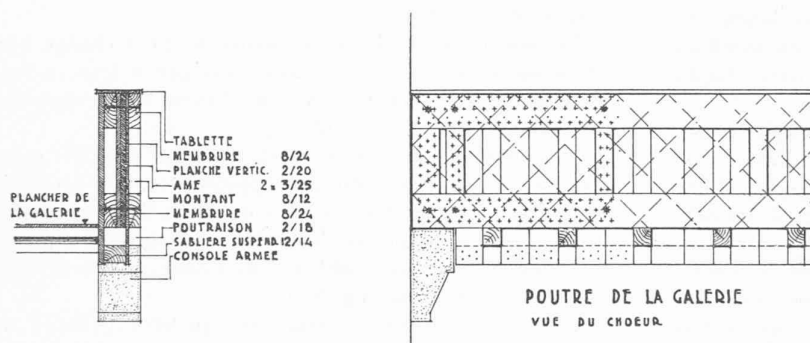 TABLETTE
MEMBRURE 8/24
PLANCHE VERTIC. 2/20
AME 2 x 3/25
MONTANT 8/12
MEMBRURE 8/24
POUTRAISON 2/18
SABLIERE SUSPEND. 12/14
CONSOLE ARMEE
PLANCHER DE
LA GALERIE
POUTRE DE LA GALERIE
VUE DU CHOEUR